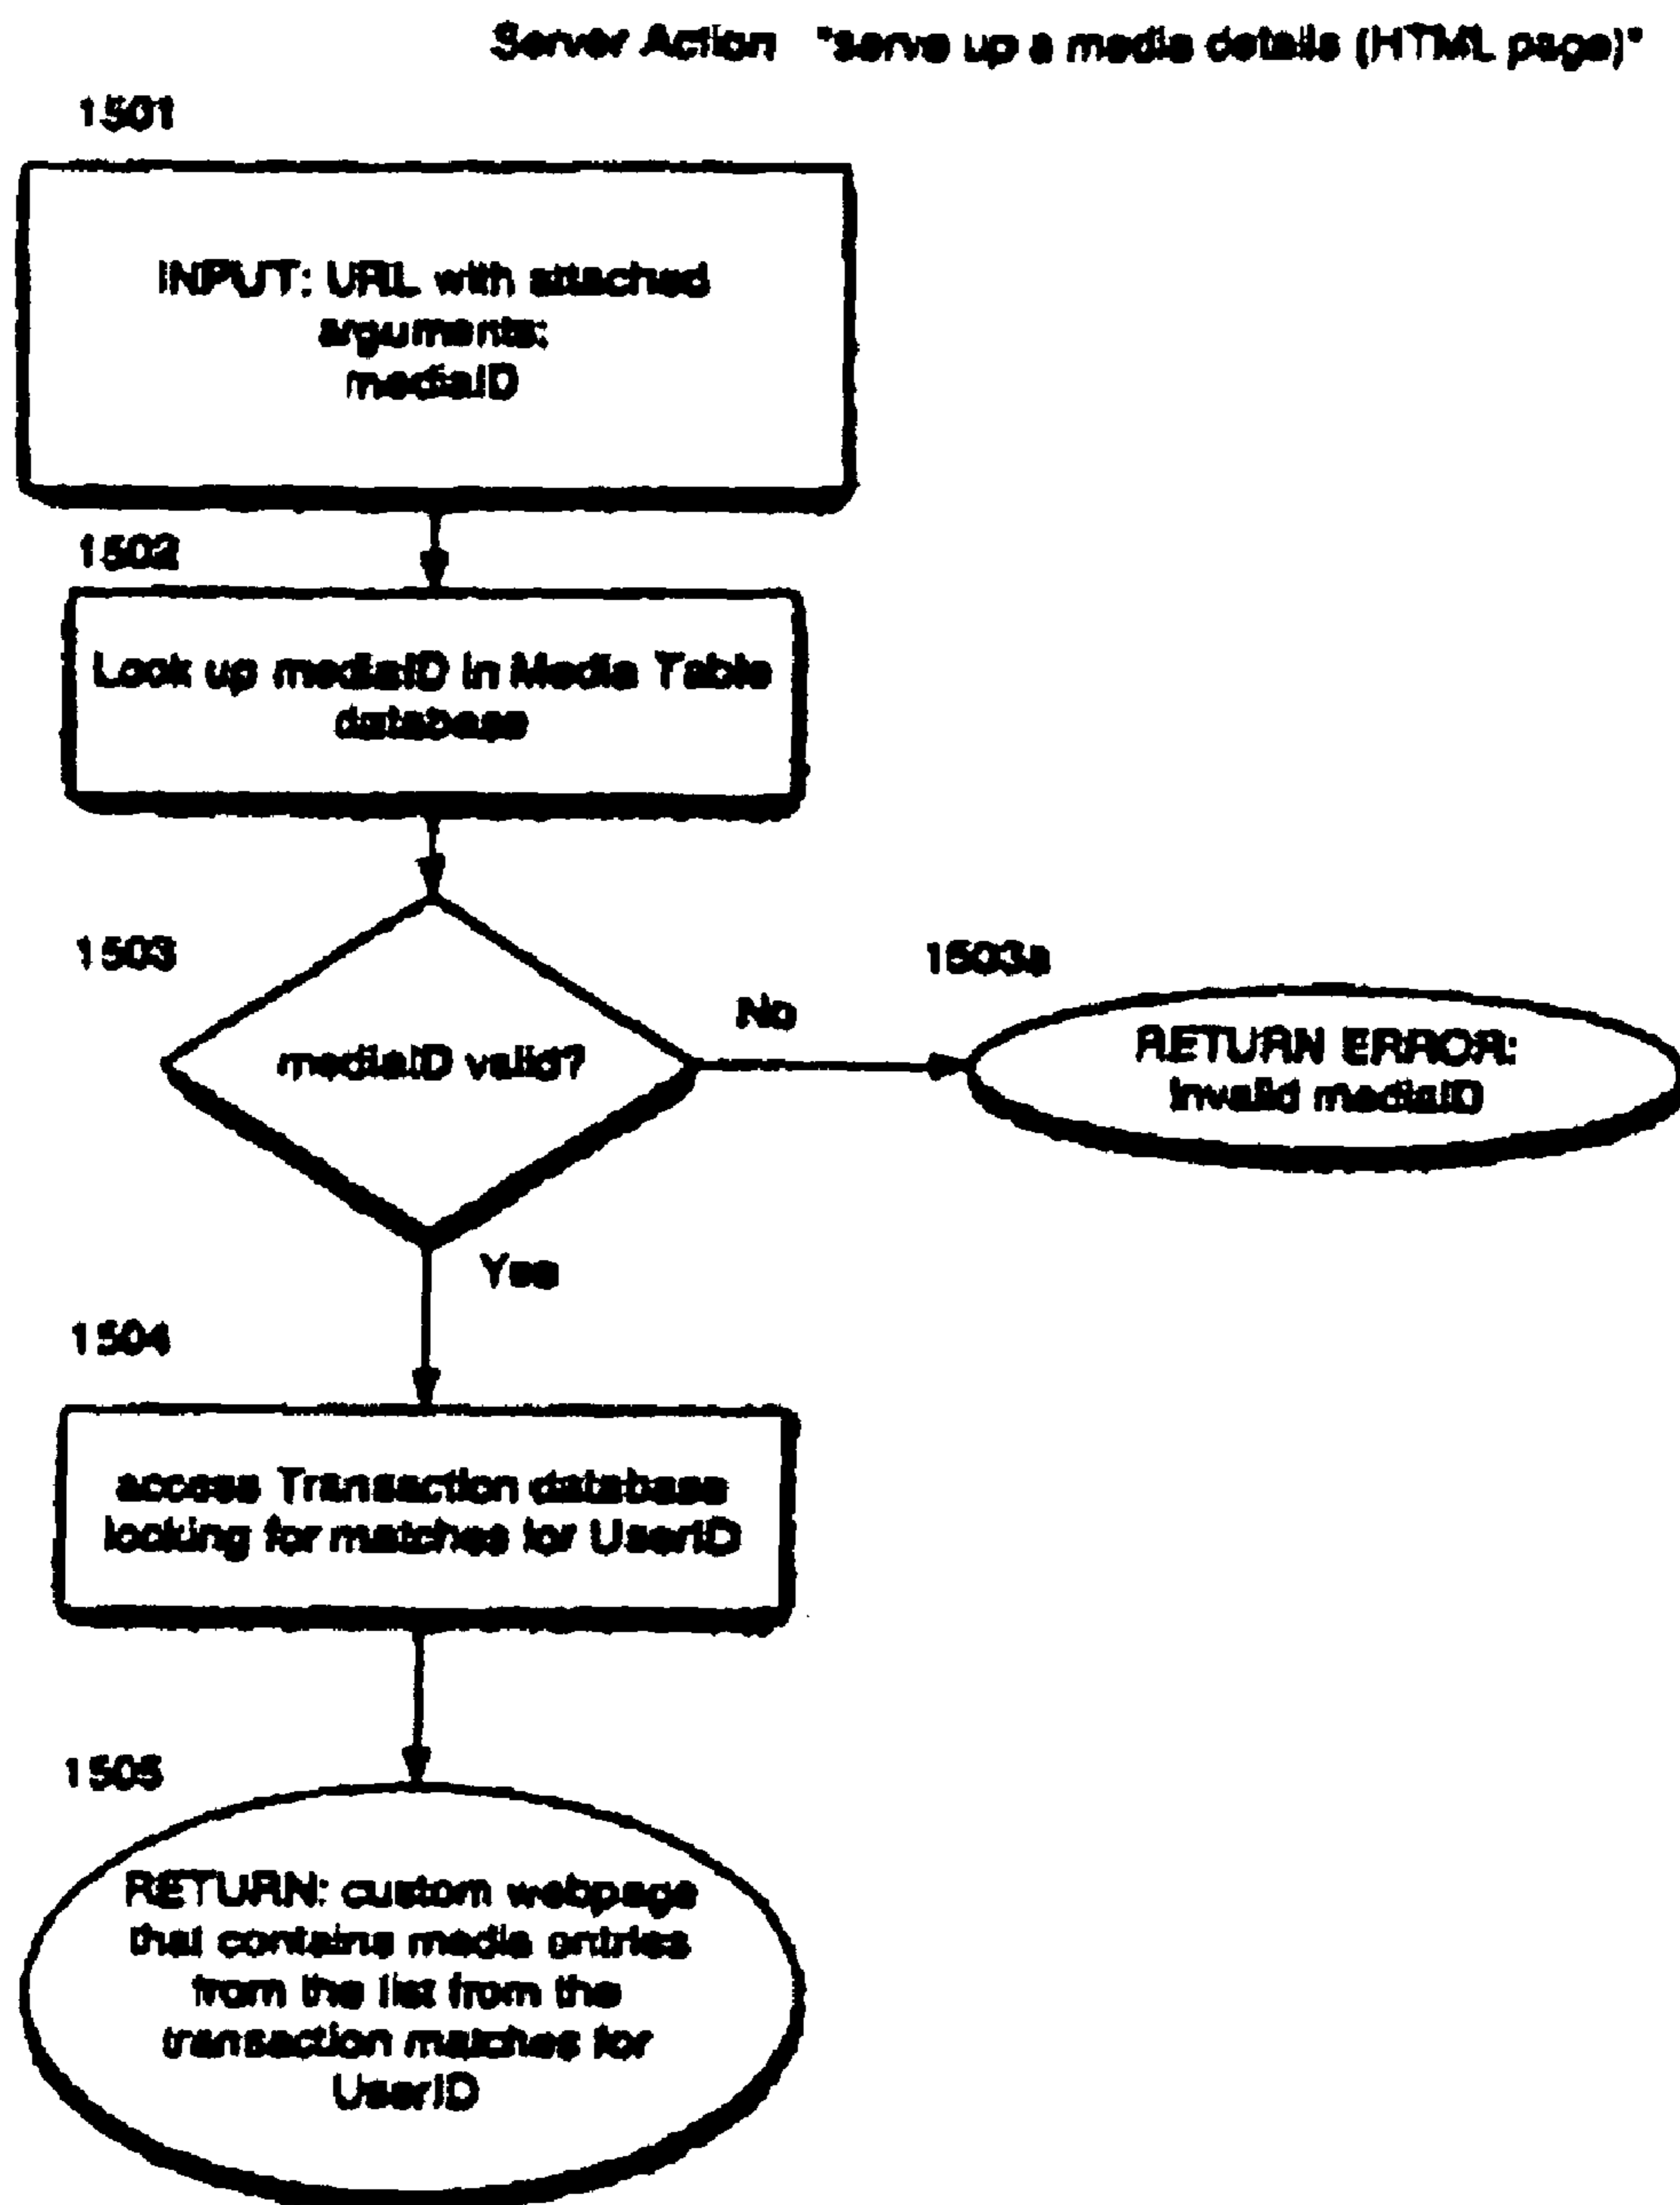 Server Action "serve up a media details (HTML page)"
1501
INPUT: URL with attached
arguments:
mediaID
1502
Look up mediaID in Media Table
database
1503
mediaID valid?
No
1503a
RETURN ERROR:
Invalid mediaID
Yes
1504
access Transaction database
looking for matches for UserID
1505
RETURN: custom webpage
that contains media entries
from the list from the
transaction matches for
UserID